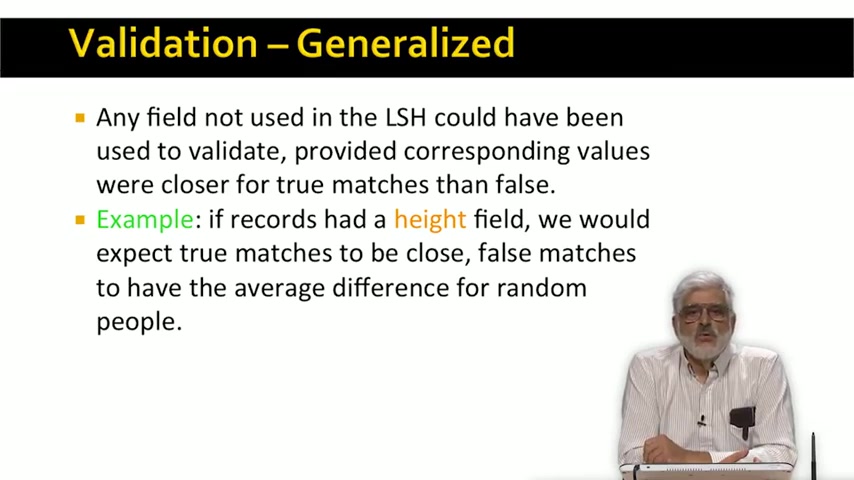 Validation – Generalized
Any field not used in the LSH could have been
used to validate, provided corresponding values
were closer for true matches than false.
Example: if records had a height field, we would
expect true matches to be close, false matches
to have the average difference for random
people.